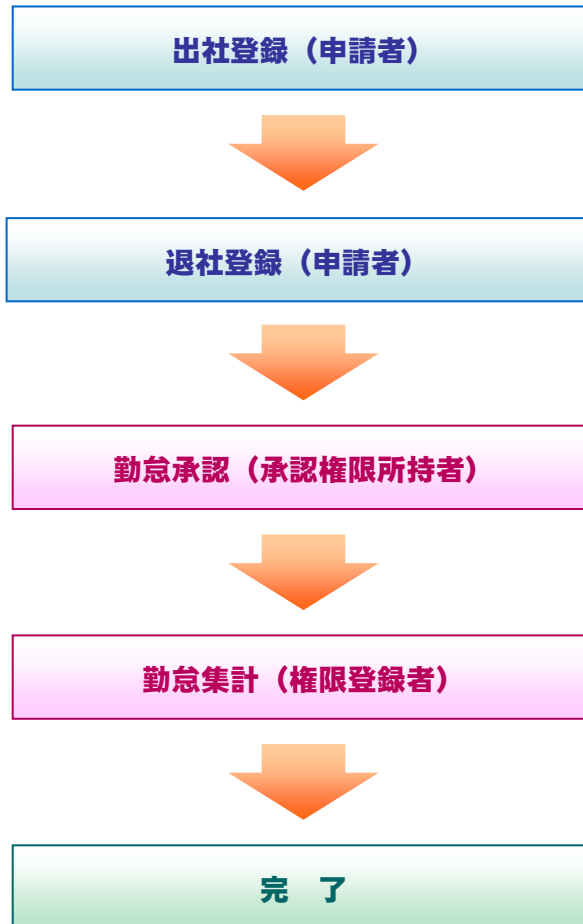 出社登録（申請者）
退社登録（申請者）
勤怠承認（承認権限所持者）
勤怠集計（権限登録者）
完　了